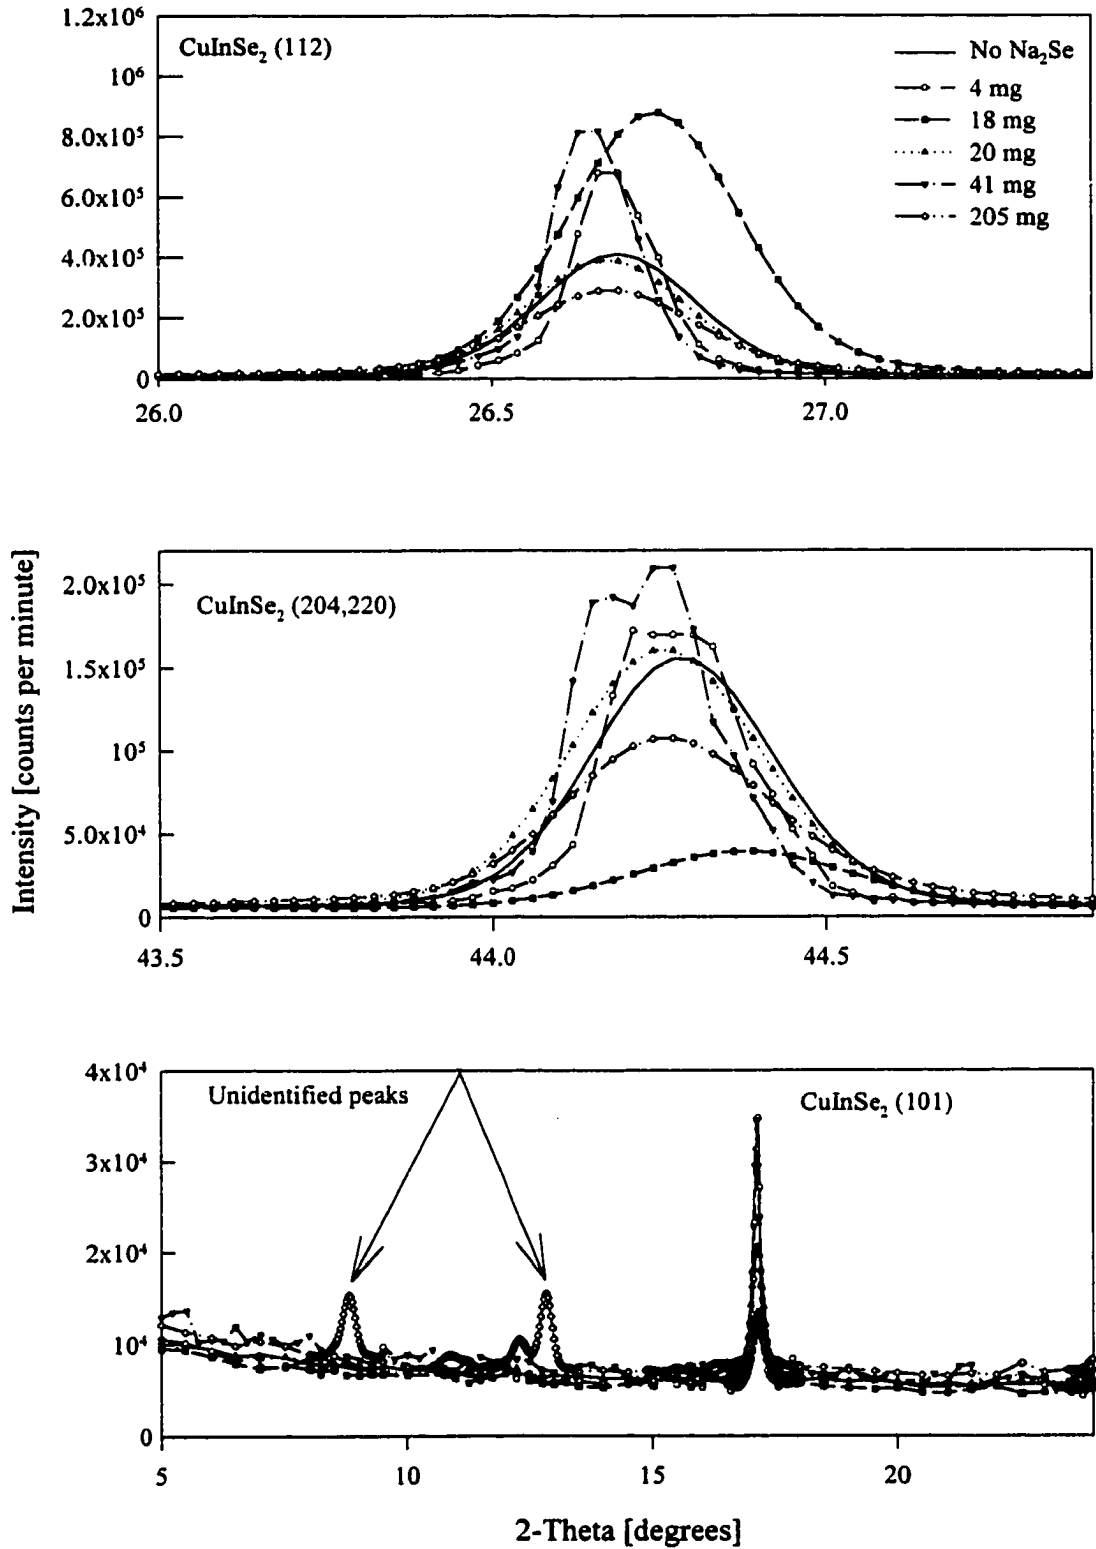 1.2x10⁶
10⁶
8.0x10⁵
6.0x10⁵
4.0x10⁵
2.0x10⁵
0
CuInSe₂ (112)
No Na₂Se
4 mg
18 mg
20 mg
41 mg
205 mg
26.0 26.5 27.0
Intensity [counts per minute]
2.0x10⁵
1.5x10⁵
10⁵
5.0x10⁴
0
CuInSe₂ (204,220)
43.5 44.0 44.5
4x10⁴
3x10⁴
2x10⁴
10⁴
0
Unidentified peaks
CuInSe₂ (101)
5 10 15 20
2-Theta [degrees]